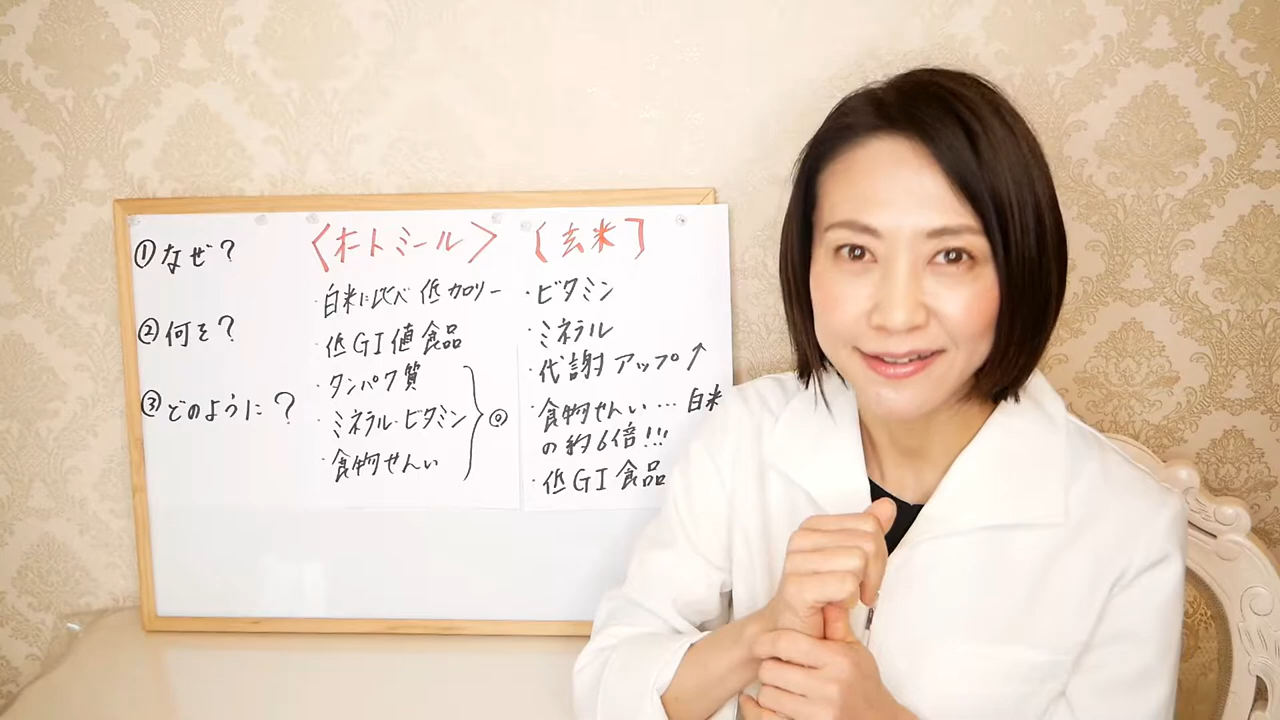 ①なぜ?
②何を?
③どのように?
〈オートミール〉
・白米に比べ 低カロリー
・低GI値食品
・タンパク質
・ミネラル・ビタミン
・食物せんい
◎
〔玄米〕
・ビタミン
・ミネラル
・代謝アップ↑
・食物せんい…白米
の約6倍!!!
・低GI食品